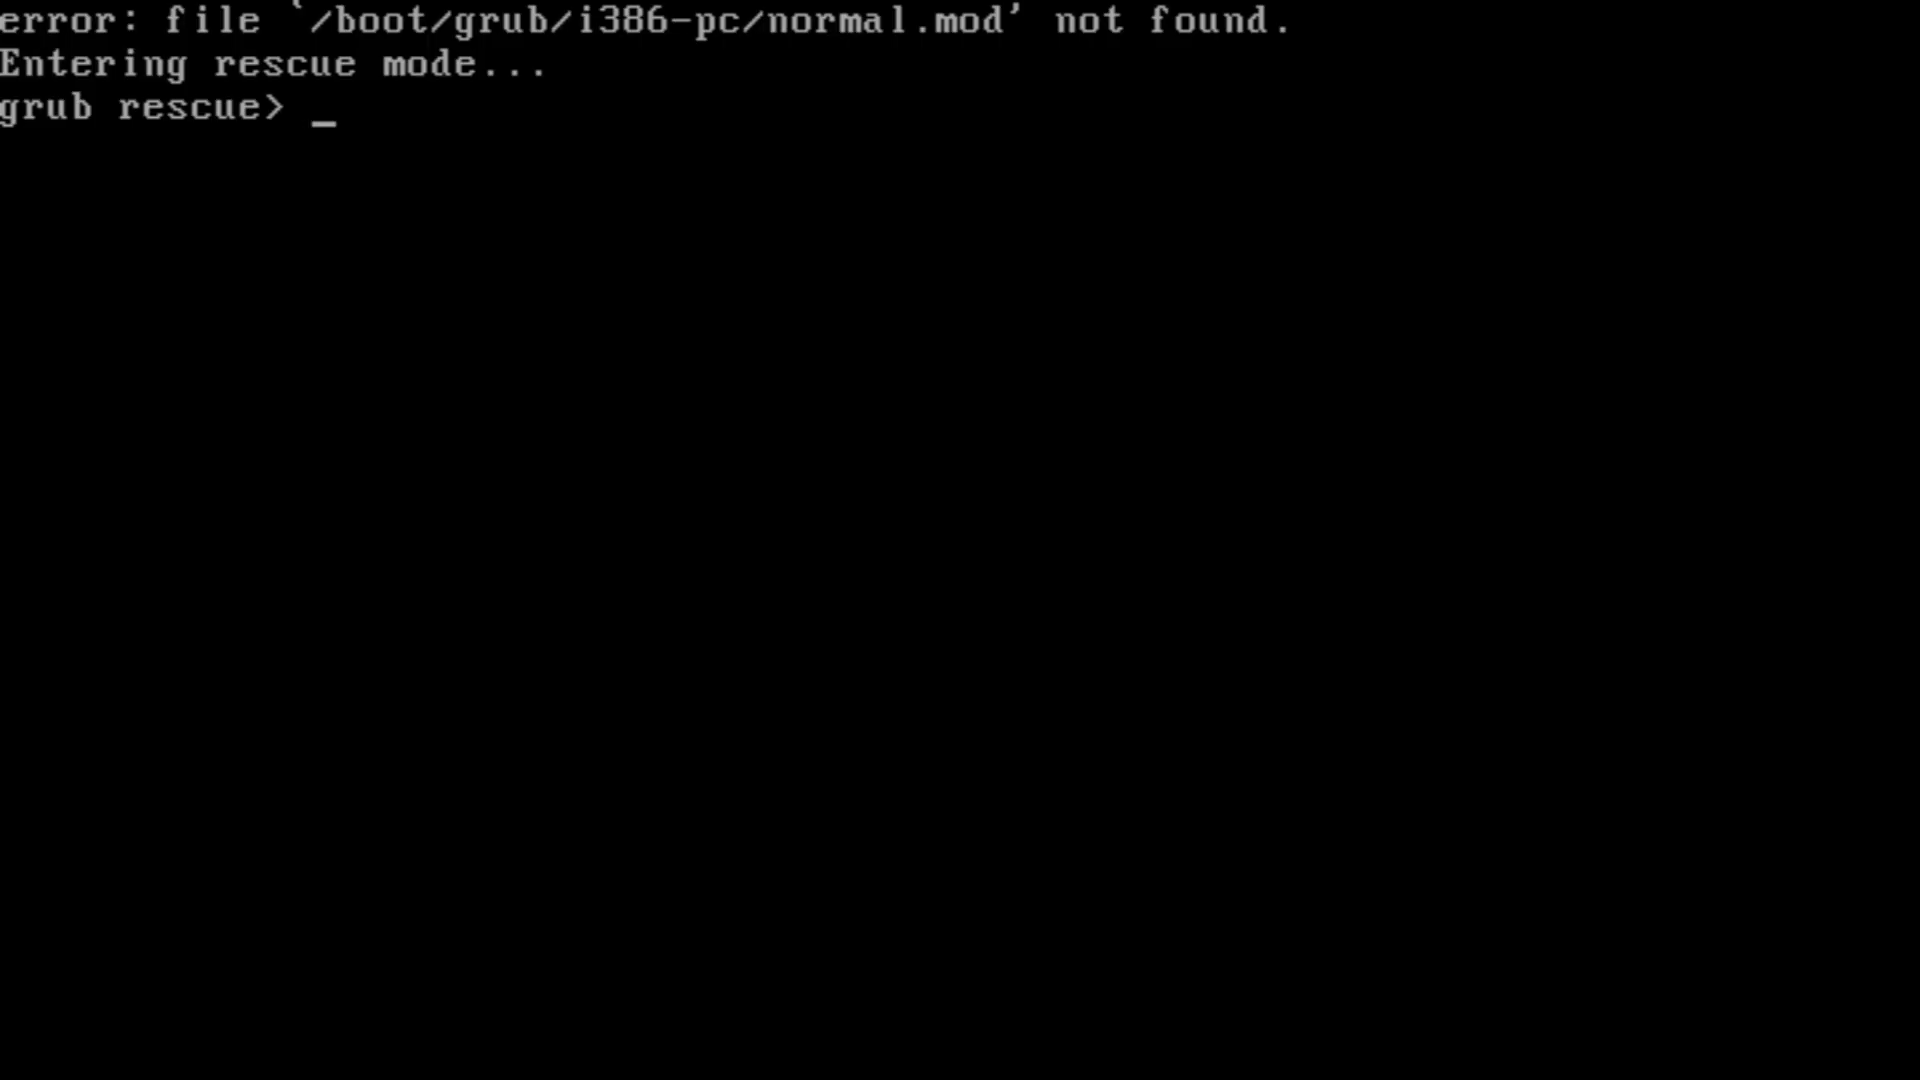 error: file `/boot/grub/i386-pc/normal.mod' not found.
Entering rescue mode...
grub rescue> _